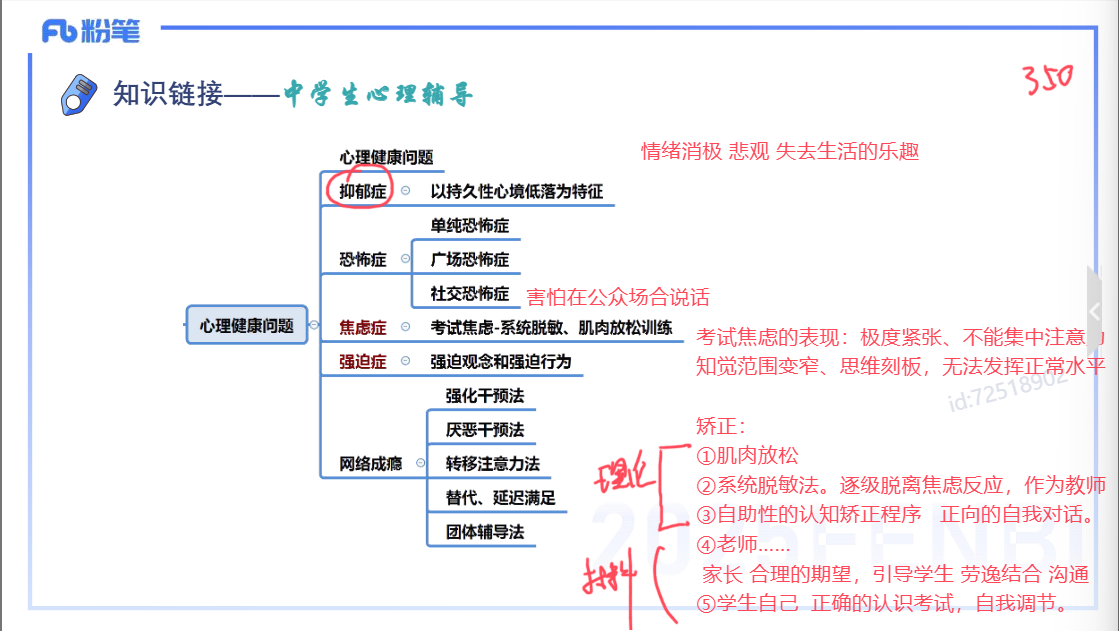 粉笔
350
知识链接——中学生心理辅导
心理健康问题
情绪消极 悲观 失去生活的乐趣
抑郁症
以持久性心境低落为特征
单纯恐怖症
恐怖症
广场恐怖症
社交恐怖症
害怕在公众场合说话
心理健康问题
焦虑症
考试焦虑-系统脱敏、肌肉放松训练
考试焦虑的表现：极度紧张、不能集中注意力
知觉范围变窄、思维刻板，无法发挥正常水平
强迫症
强迫观念和强迫行为
id:72518902
强化干预法
厌恶干预法
网络成瘾
转移注意力法
替代、延迟满足
团体辅导法
矫正：
理论
①肌肉放松
②系统脱敏法。逐级脱离焦虑反应，作为教师
③自助性的认知矫正程序 正向的自我对话。
材料
④老师......
家长 合理的期望，引导学生 劳逸结合 沟通
⑤学生自己 正确的认识考试，自我调节。
2025FENBI